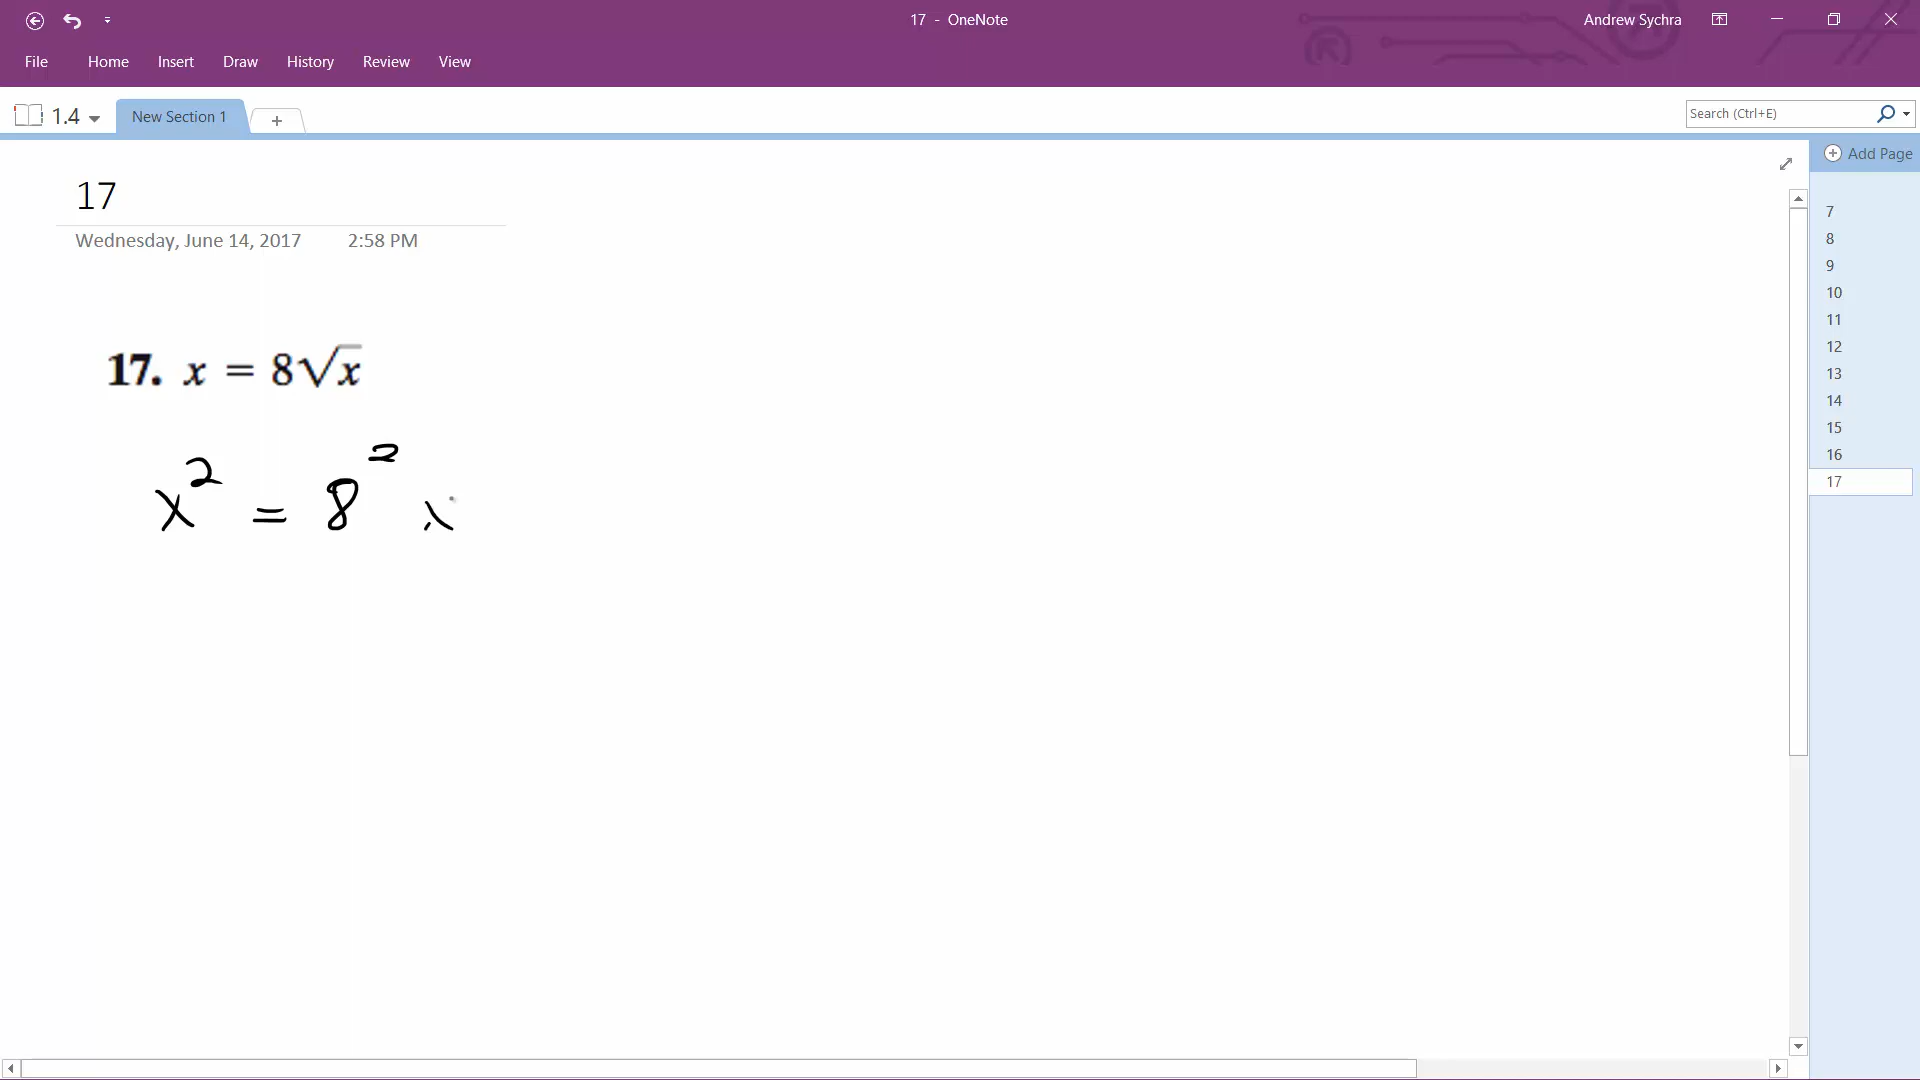 17 - OneNote
Andrew Sychra
File Home Insert Draw History Review View
1.4
New Section 1
+
Search (Ctrl+E)
Add Page
17
Wednesday, June 14, 2017 2:58 PM
17. x = 8√x
x² = 8² x
7
8
9
10
11
12
13
14
15
16
17